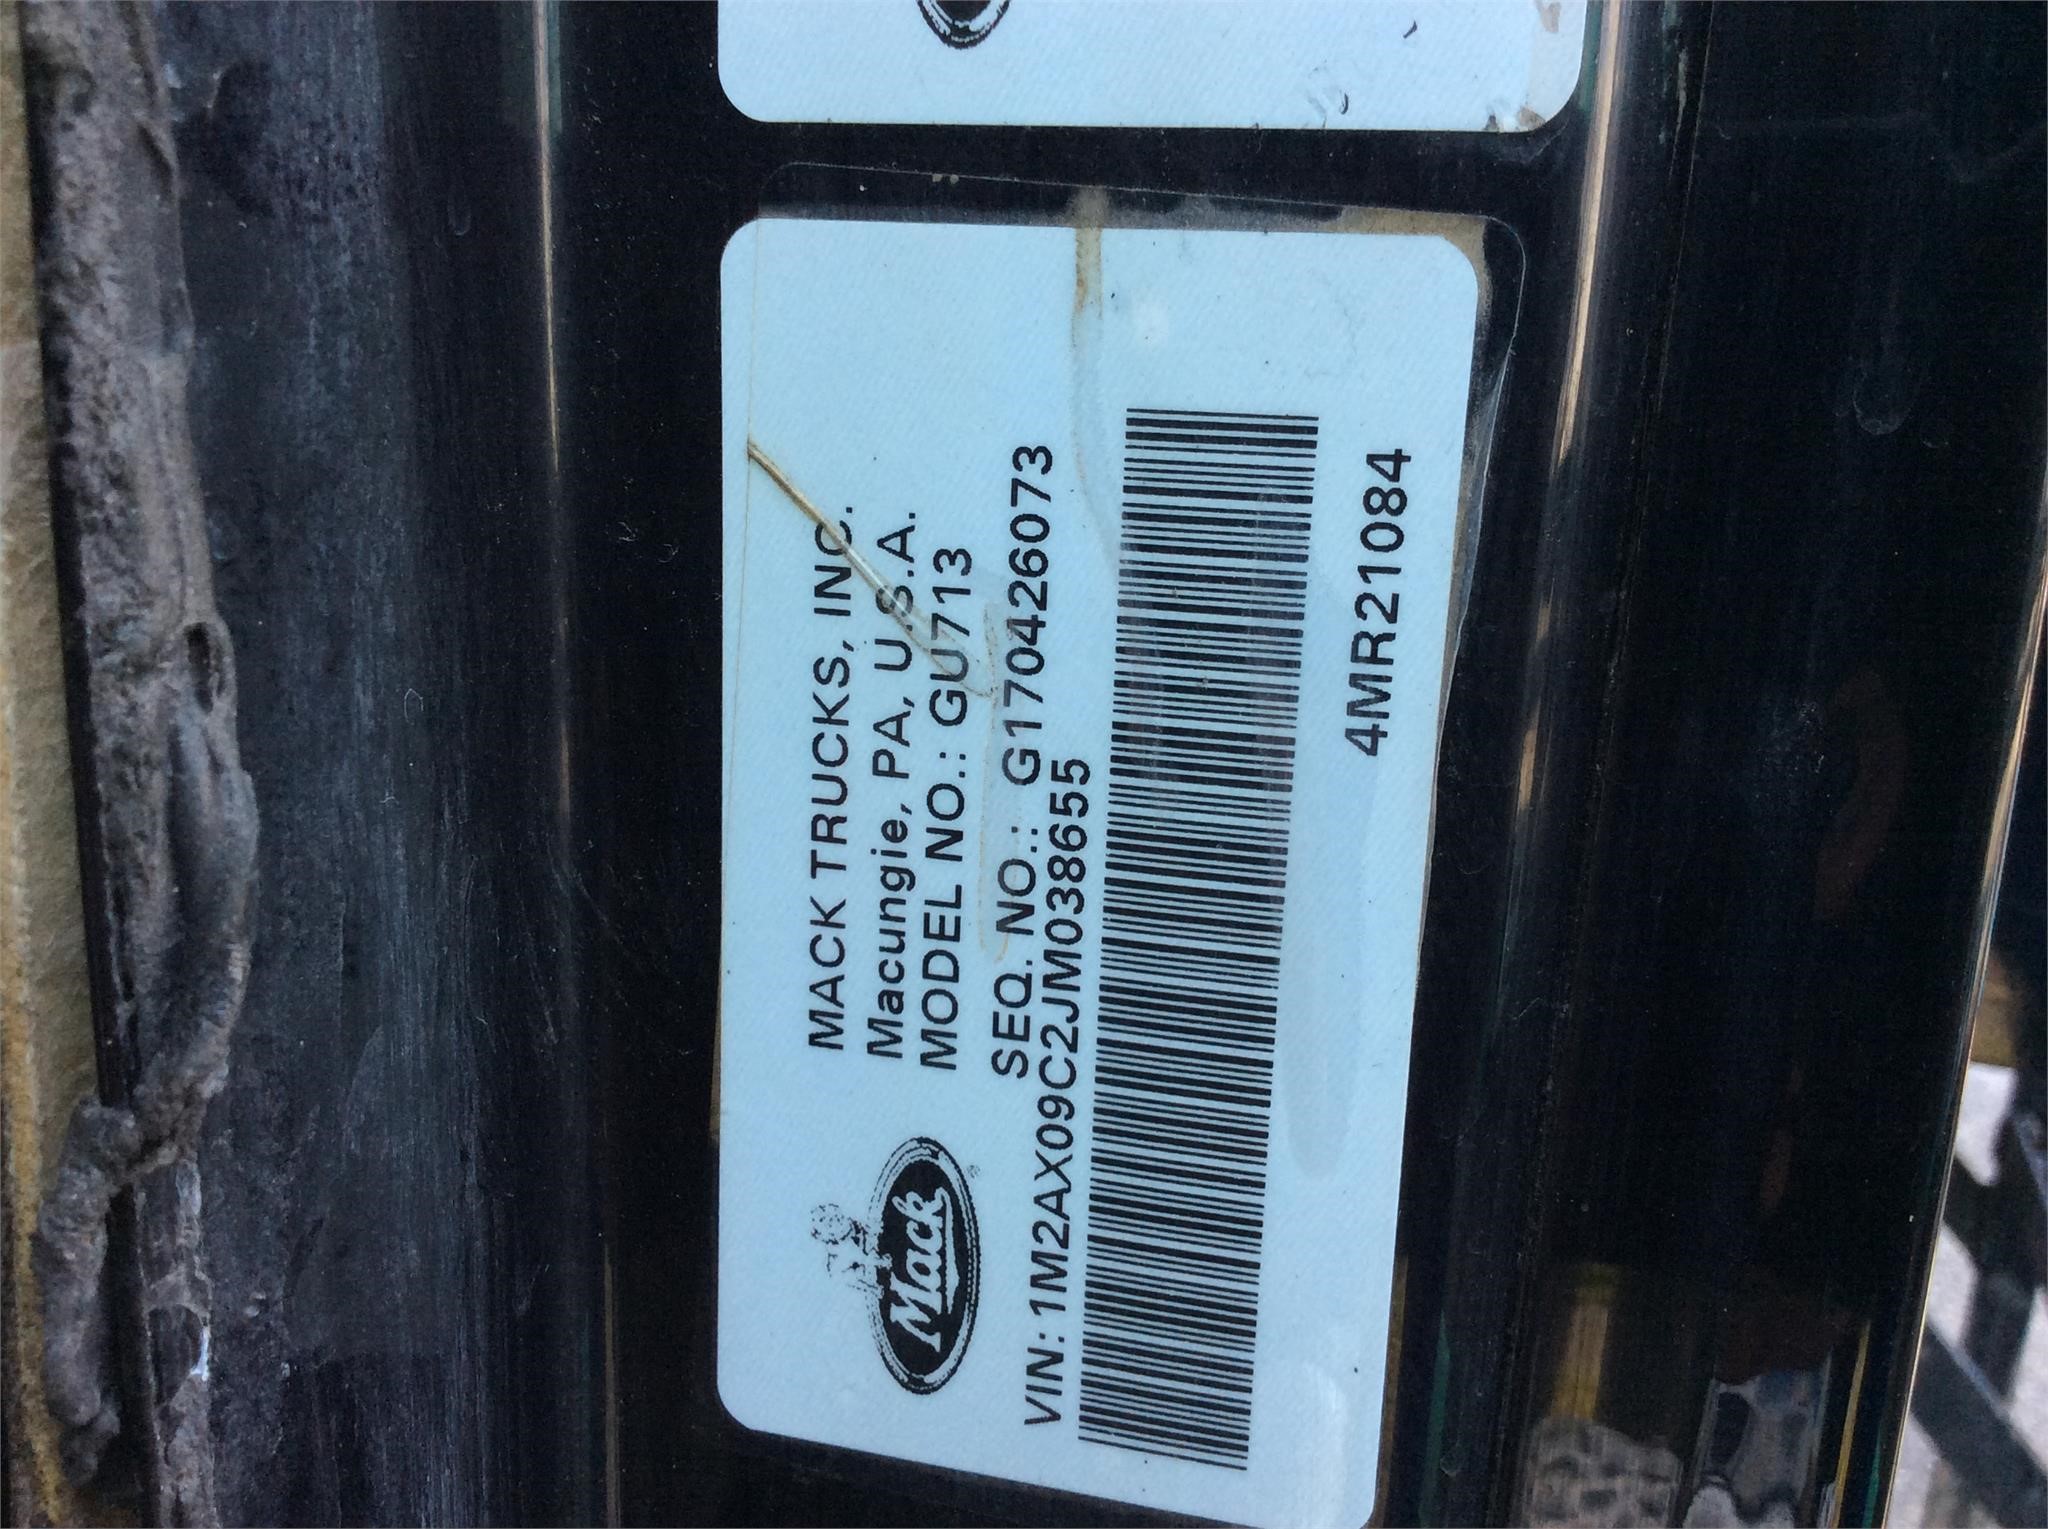 MACK TRUCKS, INC.
Macungie, PA, U.S.A.
MODEL NO.: GU713
SEQ. NO.: G170426073
Mack
®
VIN: 1M2AX09C2JM038655
4MR21084